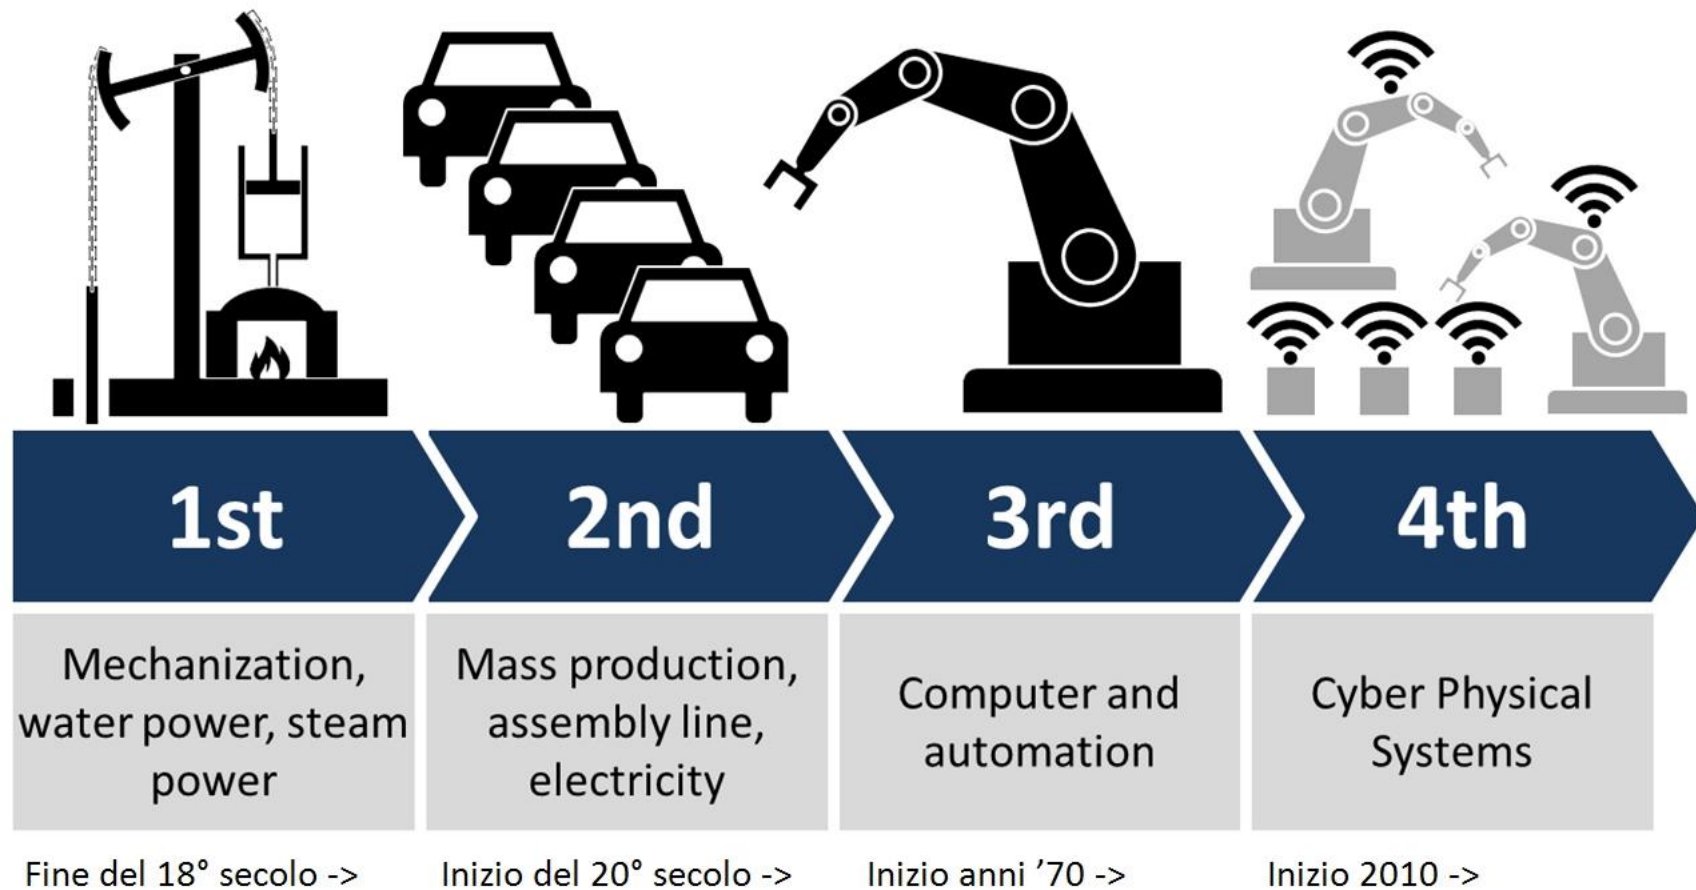 1st
2nd
3rd
4th
Mechanization,
water power, steam
power
Mass production,
assembly line,
electricity
Computer and
automation
Cyber Physical
Systems
Fine del 18° secolo ->
Inizio del 20° secolo ->
Inizio anni ’70 ->
Inizio 2010 ->